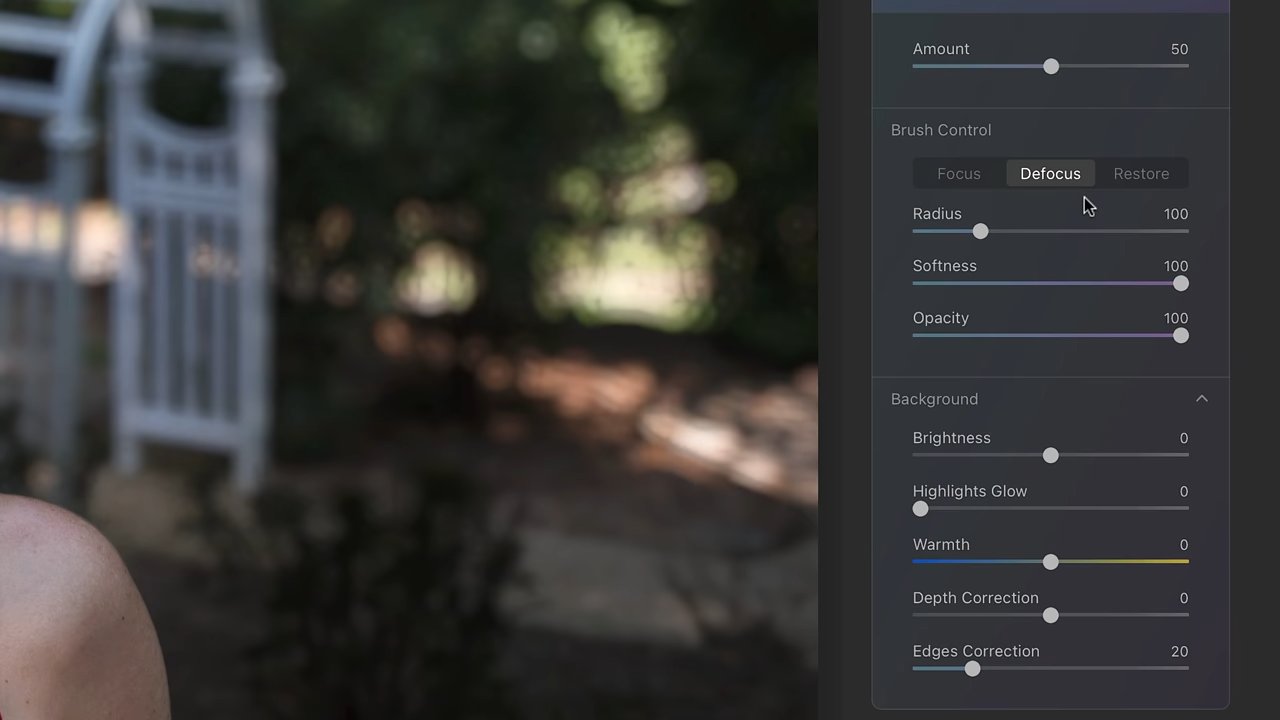 Amount 50
Brush Control
Focus Defocus Restore
Radius 100
Softness 100
Opacity 100
Background
Brightness 0
Highlights Glow 0
Warmth 0
Depth Correction 0
Edges Correction 20